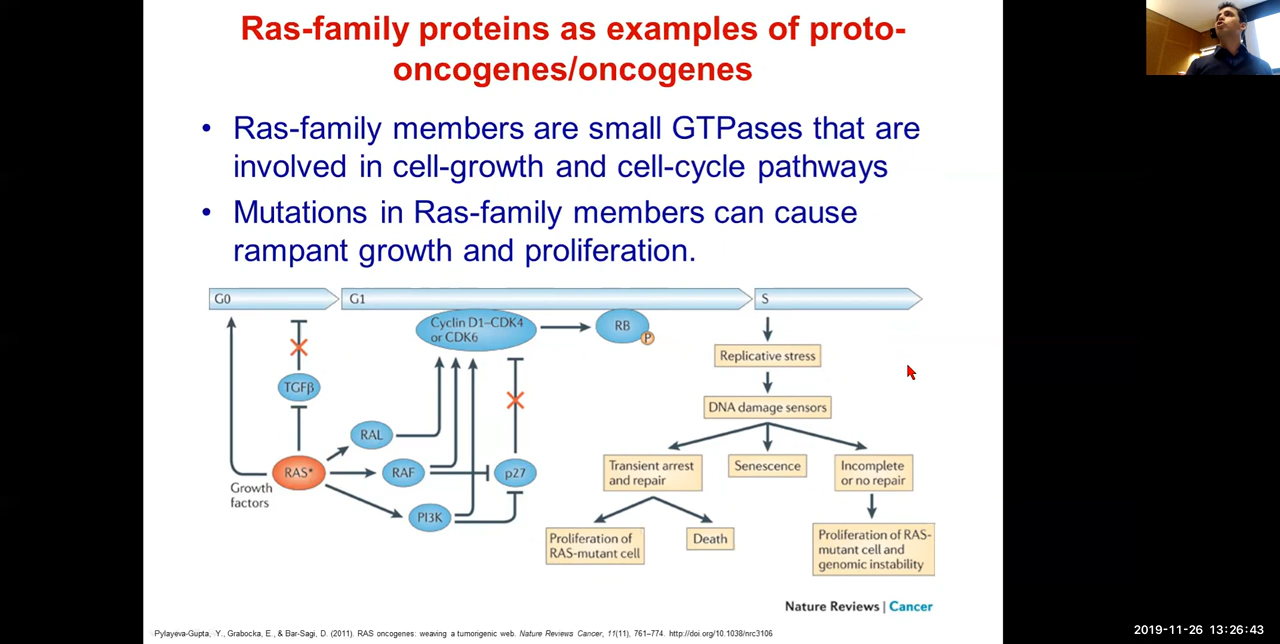 Ras-family proteins as examples of proto-
oncogenes/oncogenes
• Ras-family members are small GTPases that are
involved in cell-growth and cell-cycle pathways
• Mutations in Ras-family members can cause
rampant growth and proliferation.
G0
G1
S
Cyclin D1–CDK4
or CDK6
RB
P
TGFβ
RAL
RAS*
RAF
p27
PI3K
Growth
factors
Replicative stress
DNA damage sensors
Transient arrest
and repair
Senescence
Incomplete
or no repair
Proliferation of
RAS-mutant cell
Death
Proliferation of RAS-
mutant cell and
genomic instability
Nature Reviews | Cancer
Pylayeva-Gupta, Y., Grabocka, E., & Bar-Sagi, D. (2011). RAS oncogenes: weaving a tumorigenic web. Nature Reviews Cancer, 11(11), 761–774. http://doi.org/10.1038/nrc3106
2019-11-26 13:26:43